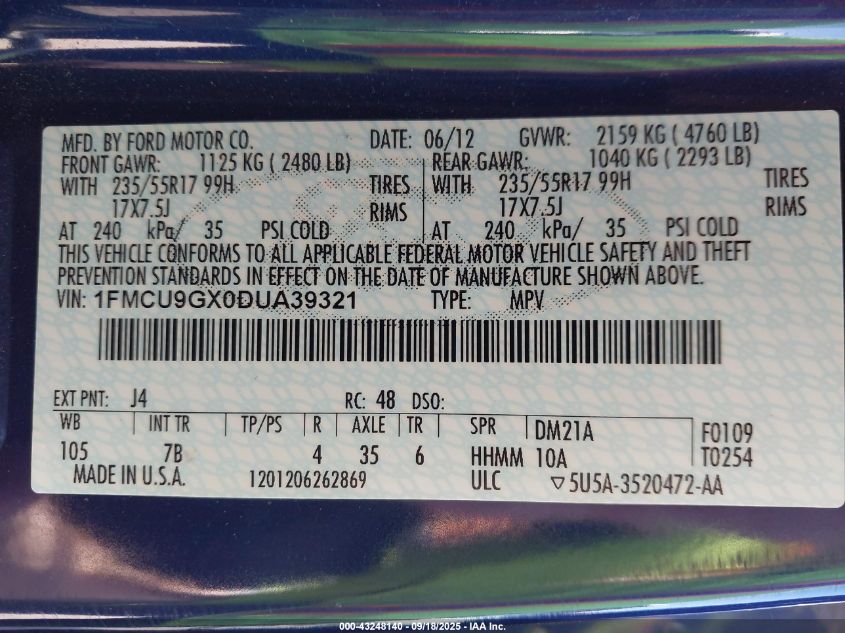 MFD. BY FORD MOTOR CO. DATE: 06/12 GVWR: 2159 KG ( 4760 LB)
FRONT GAWR: 1125 KG ( 2480 LB) REAR GAWR: 1040 KG ( 2293 LB)
WITH 235/55R17 99H TIRES WITH 235/55R17 99H TIRES
17X7.5J RIMS 17X7.5J RIMS
AT 240 kPa/ 35 PSI COLD AT 240 kPa/ 35 PSI COLD
THIS VEHICLE CONFORMS TO ALL APPLICABLE FEDERAL MOTOR VEHICLE SAFETY AND THEFT
PREVENTION STANDARDS IN EFFECT ON THE DATE OF MANUFACTURE SHOWN ABOVE.
VIN: 1FMCU9GX0DUA39321 TYPE: MPV
EXT PNT: J4 RC: 48 DSO:
WB INT TR TP/PS R AXLE TR SPR DM21A F0109
105 7B 4 35 6 HHMM 10A T0254
MADE IN U.S.A. 1201206262869 ULC 5U5A-3520472-AA
000-43248140 - 09/18/2025 - IAA Inc.